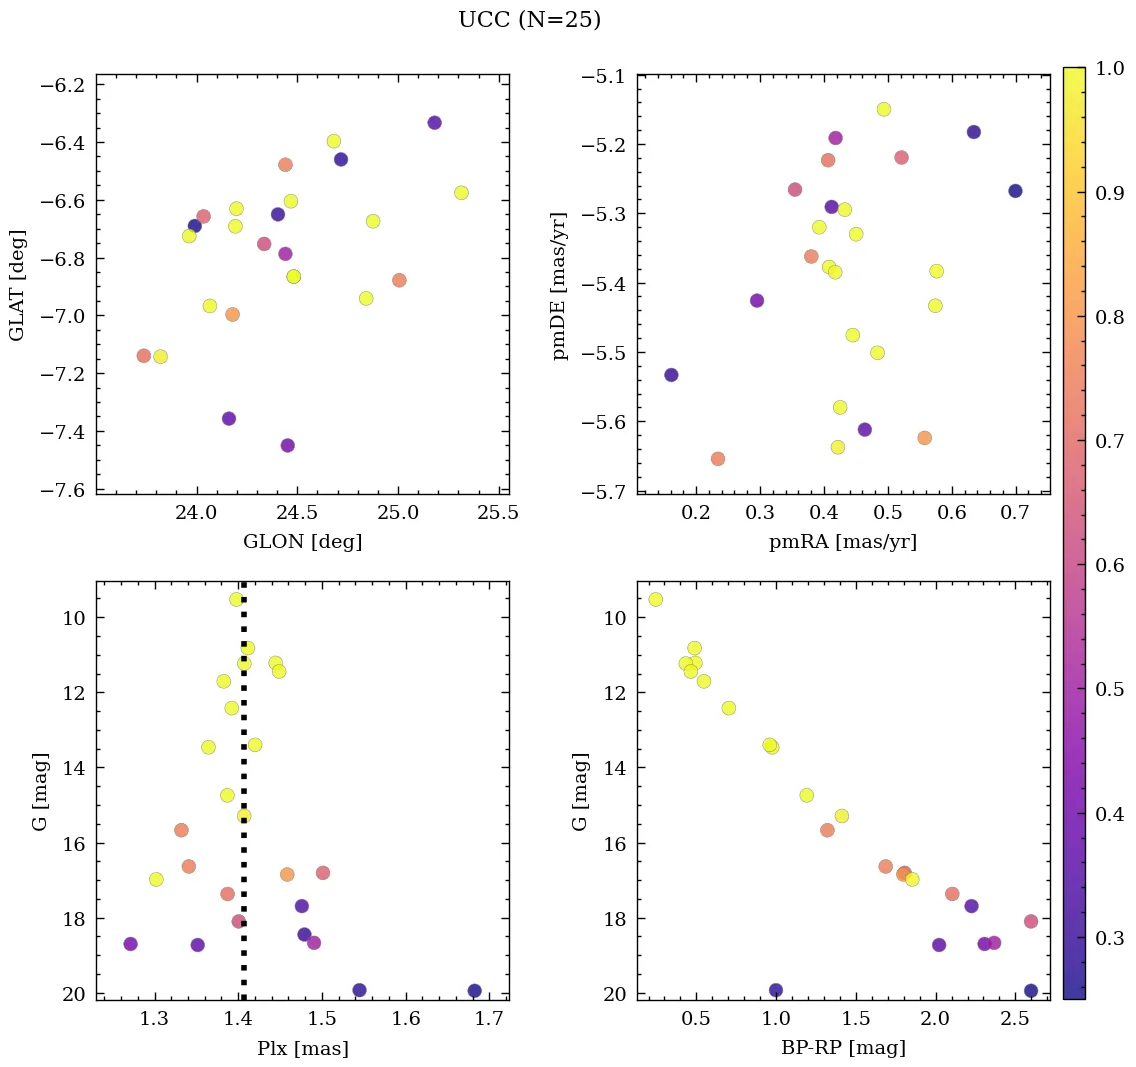 UCC (N=25)
−6.2
−6.4
−6.6
−6.8
−7.0
−7.2
−7.4
−7.6
GLAT [deg]
24.0 24.5 25.0 25.5
GLON [deg]
−5.1
−5.2
−5.3
−5.4
−5.5
−5.6
−5.7
pmDE [mas/yr]
0.2 0.3 0.4 0.5 0.6 0.7
pmRA [mas/yr]
10
12
14
16
18
20
G [mag]
1.3 1.4 1.5 1.6 1.7
Plx [mas]
10
12
14
16
18
20
G [mag]
0.5 1.0 1.5 2.0 2.5
BP-RP [mag]
1.0
0.9
0.8
0.7
0.6
0.5
0.4
0.3